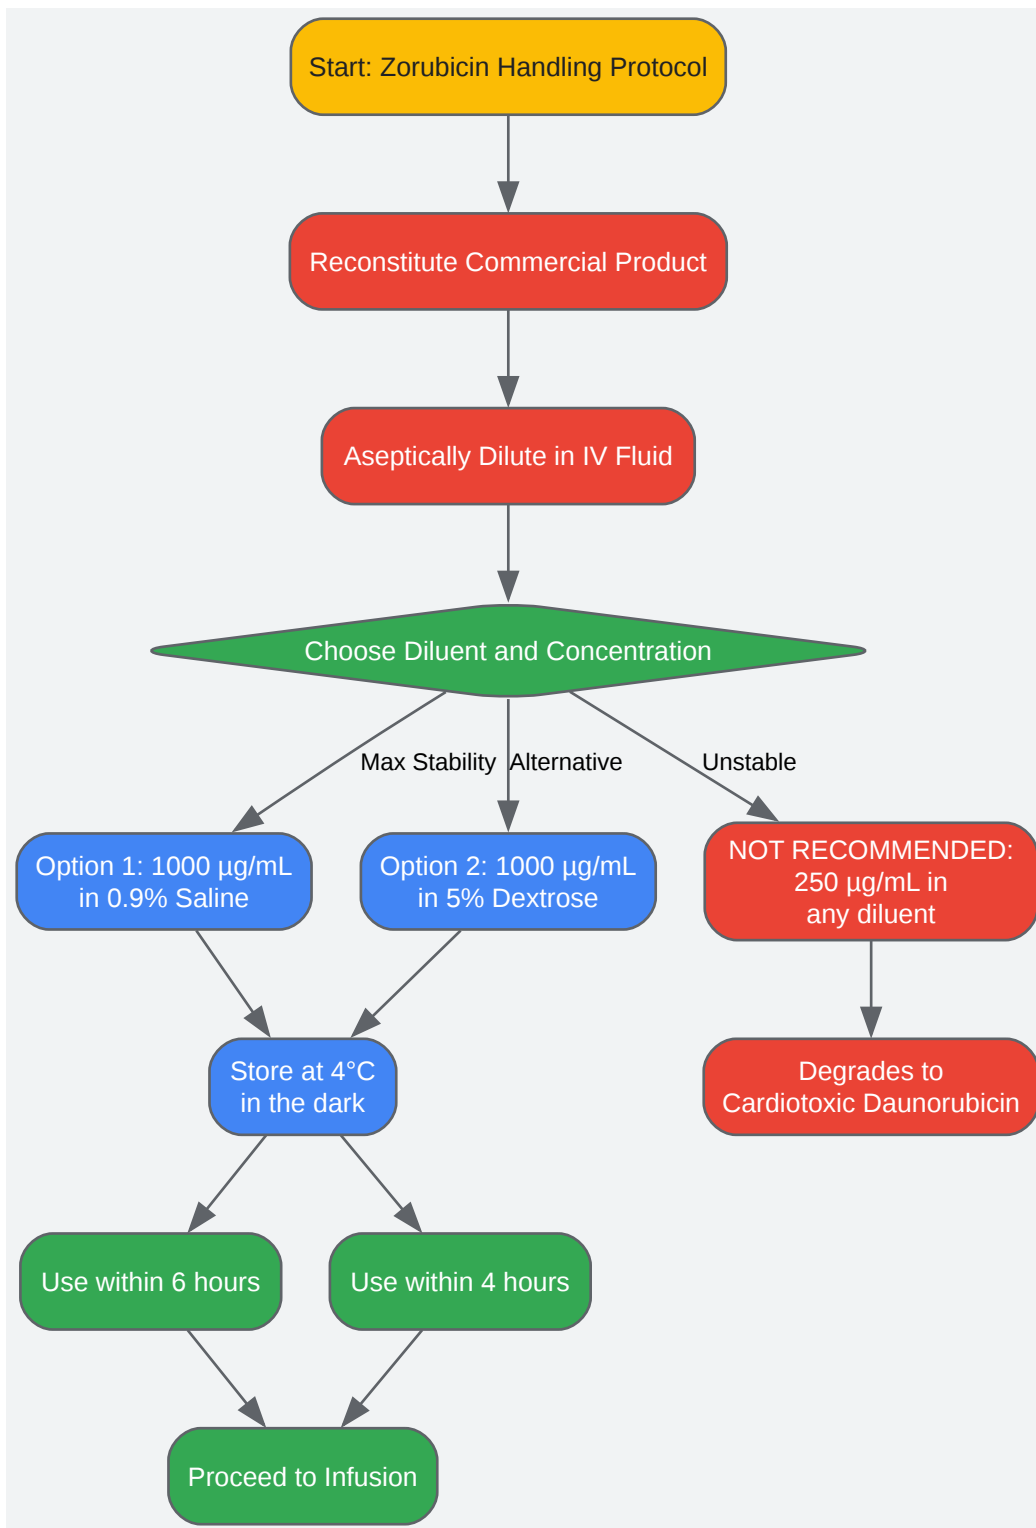 Start: Zorubicin Handling Protocol
Reconstitute Commercial Product
Aseptically Dilute in IV Fluid
Choose Diluent and Concentration
Max Stability
Alternative
Unstable
Option 1: 1000 µg/mL
in 0.9% Saline
Option 2: 1000 µg/mL
in 5% Dextrose
NOT RECOMMENDED:
250 µg/mL in
any diluent
Store at 4°C
in the dark
Degrades to
Cardiotoxic Daunorubicin
Use within 6 hours
Use within 4 hours
Proceed to Infusion